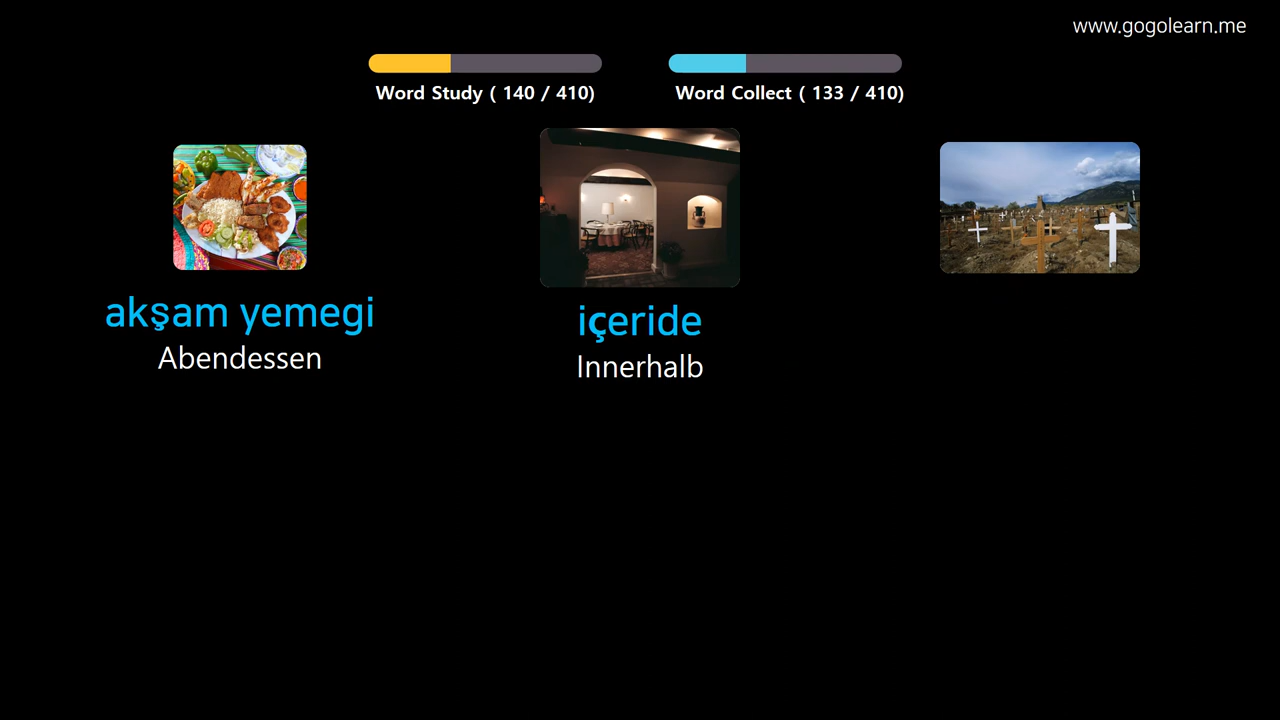 www.gogolearn.me
Word Study ( 140 / 410)
Word Collect ( 133 / 410)
akşam yemegi
Abendessen
içeride
Innerhalb